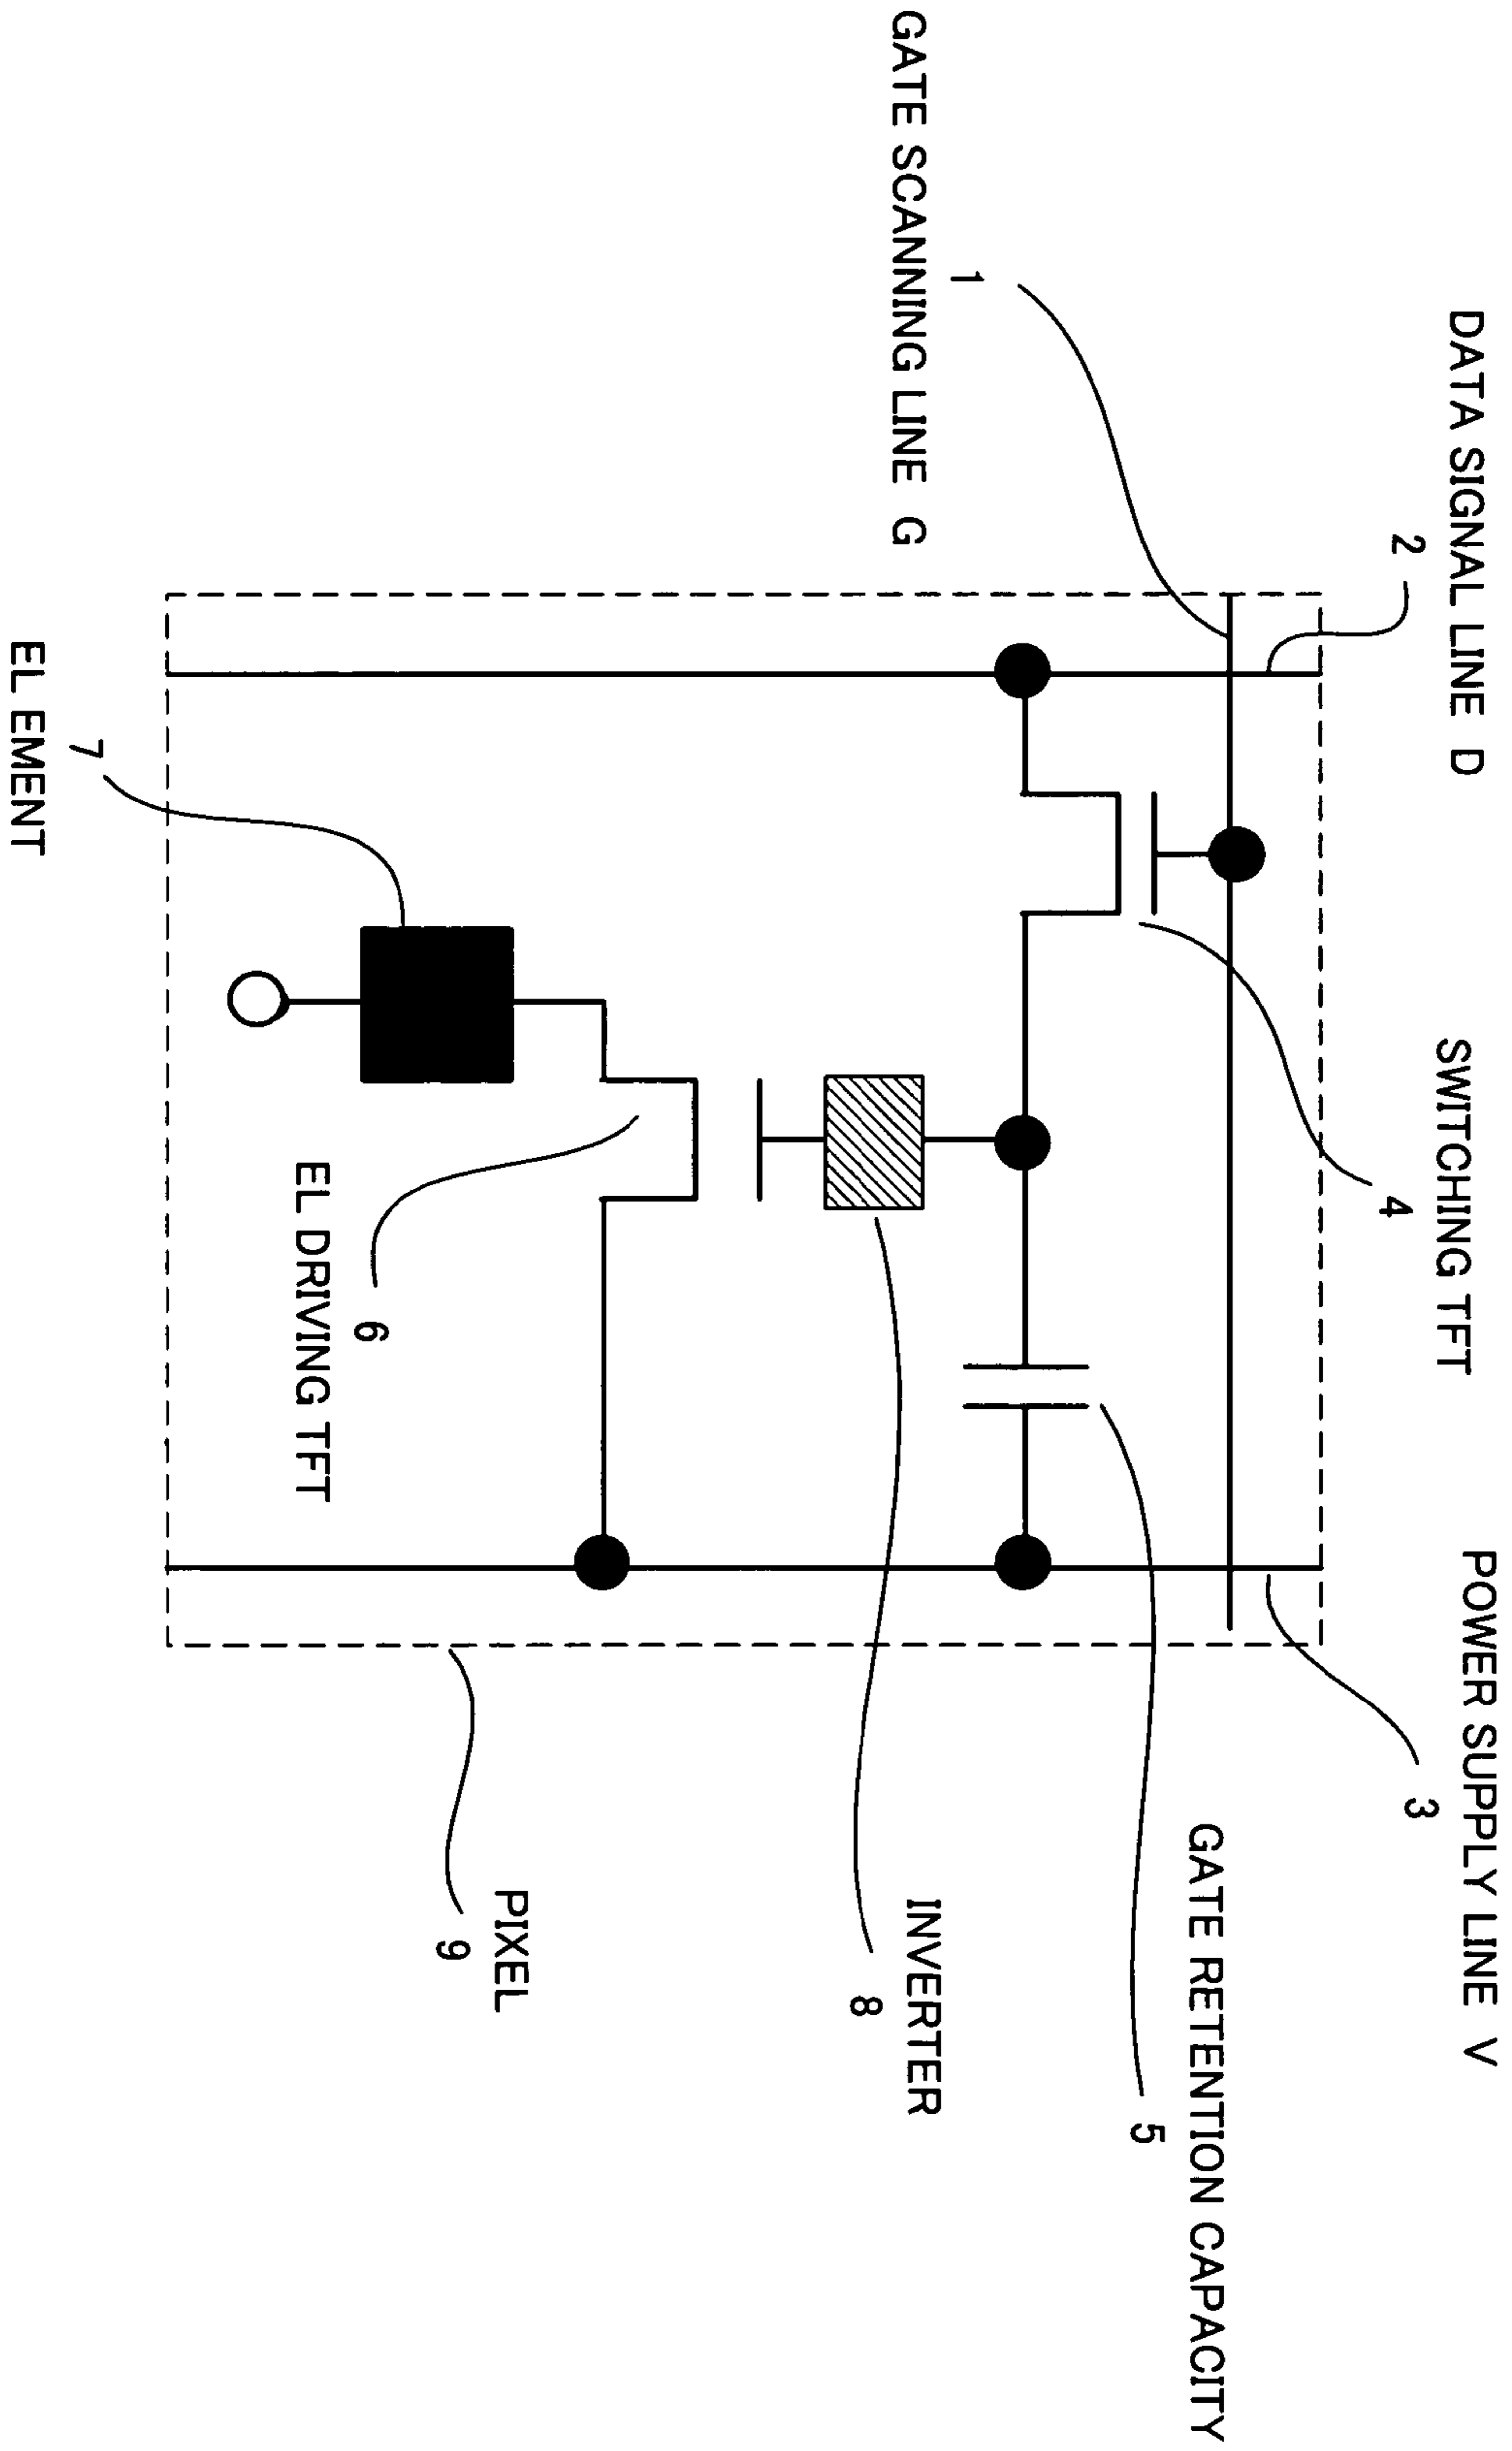 DATA SIGNAL LINE D
2
SWITCHING TFT
4
POWER SUPPLY LINE V
3
GATE SCANNING LINE G
1
GATE RETENTION CAPACITY
5
INVERTER
8
EL DRIVING TFT
6
PIXEL
9
7
EL EMENT